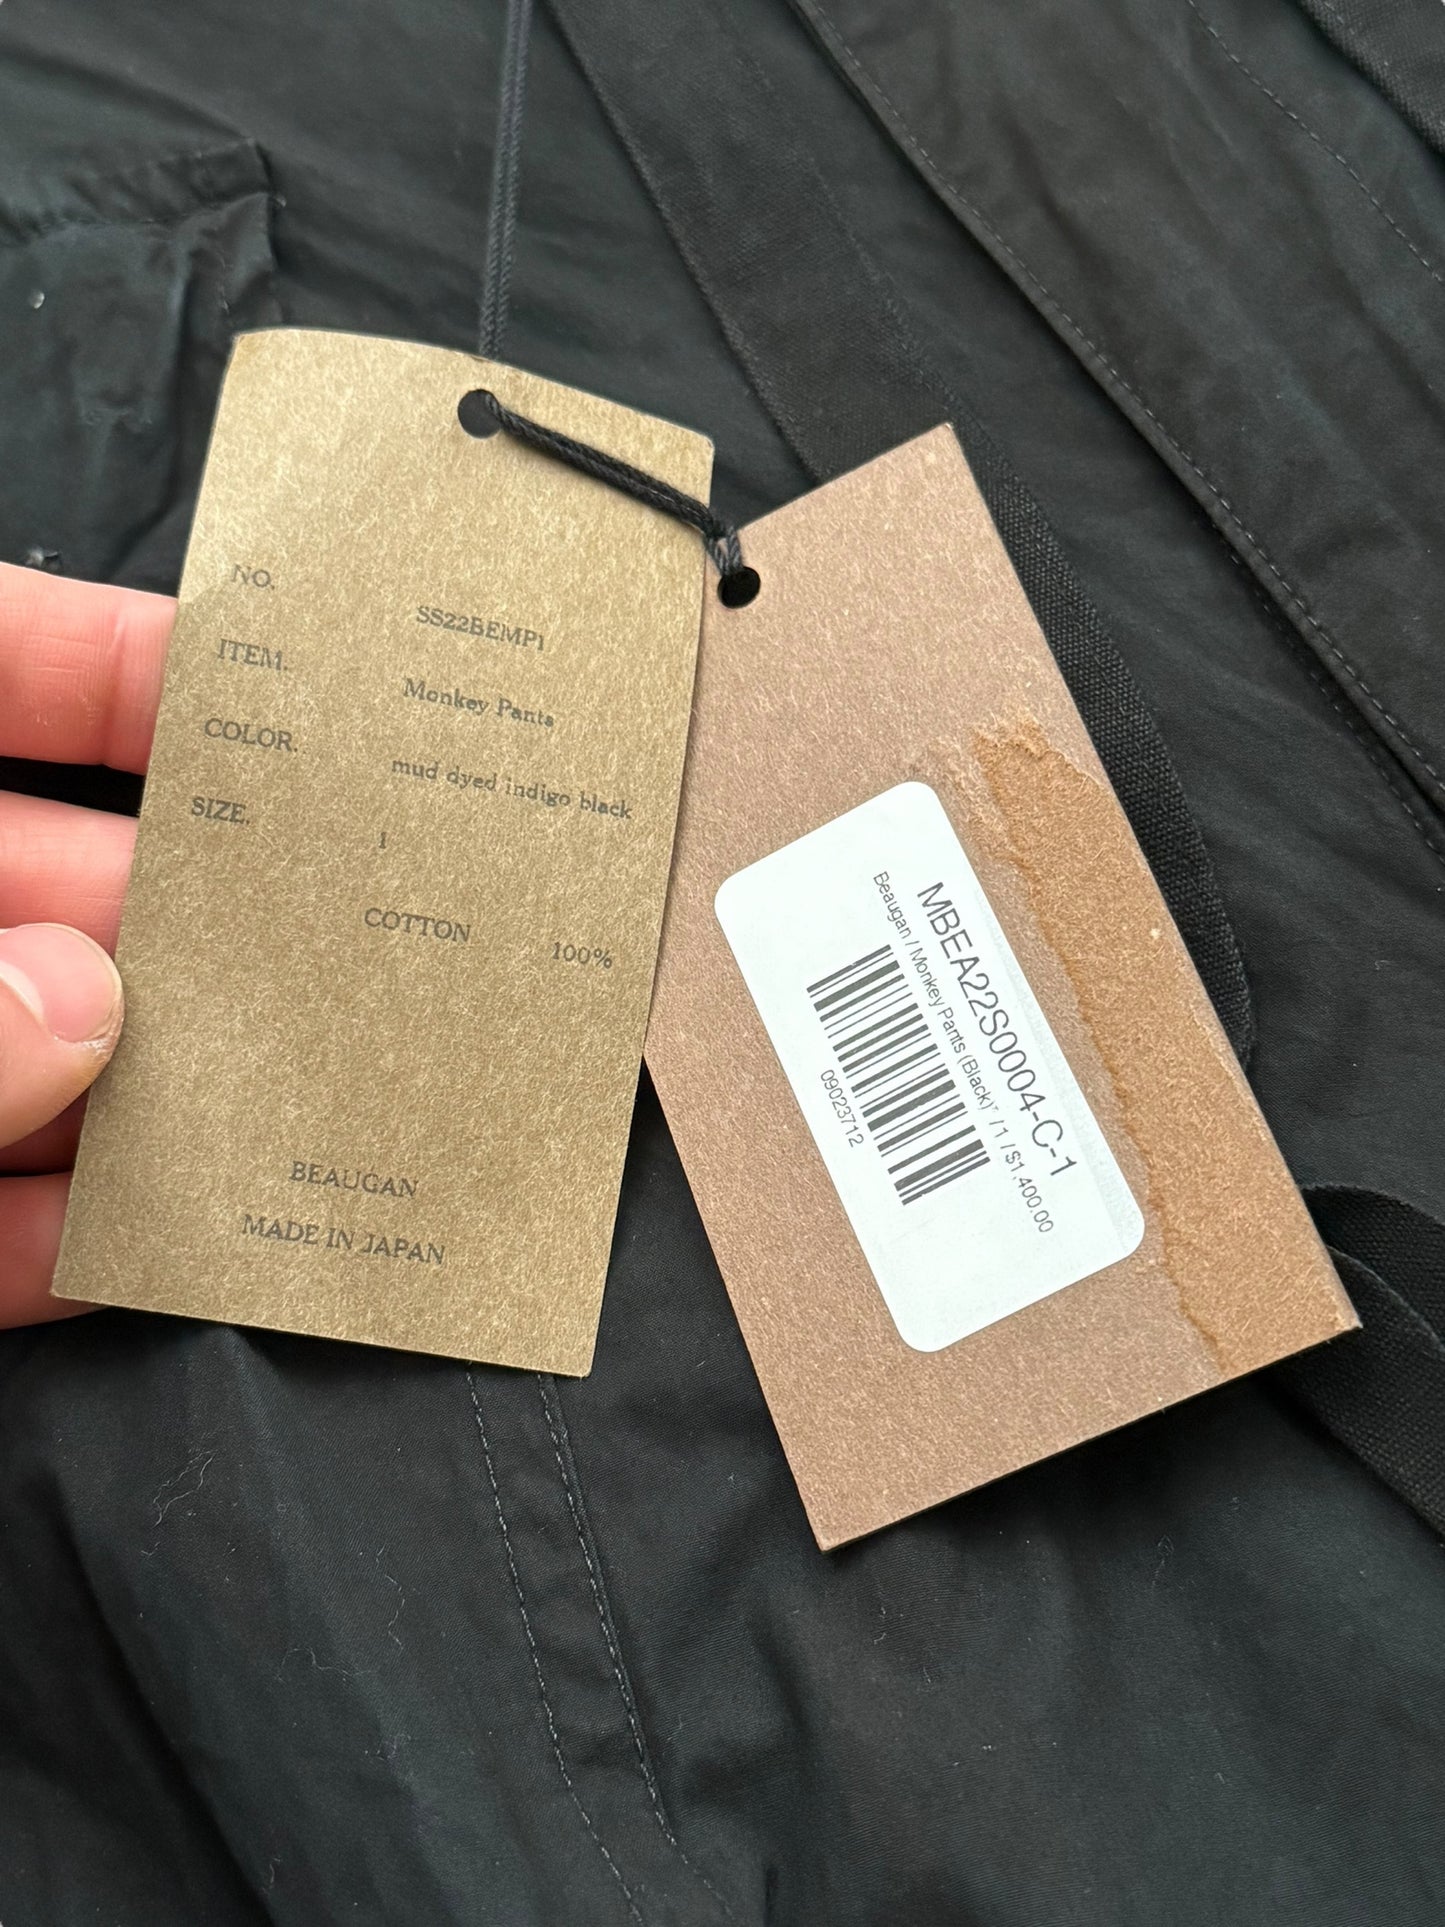 NO. SS22BEMP1
ITEM. Monkey Pants
COLOR. mud dyed indigo black
SIZE. 1
COTTON 100%
BEAUGAN
MADE IN JAPAN
MBEA22S0004-C-1
Beaugan / Monkey Pants (Black)* / 1 / $1,400.00
09023712